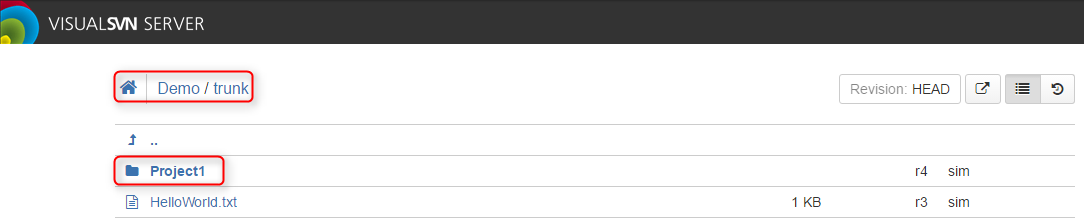 VISUALSVN SERVER
Demo / trunk
Revision: HEAD
..
Project1 r4 sim
HelloWorld.txt 1 KB r3 sim